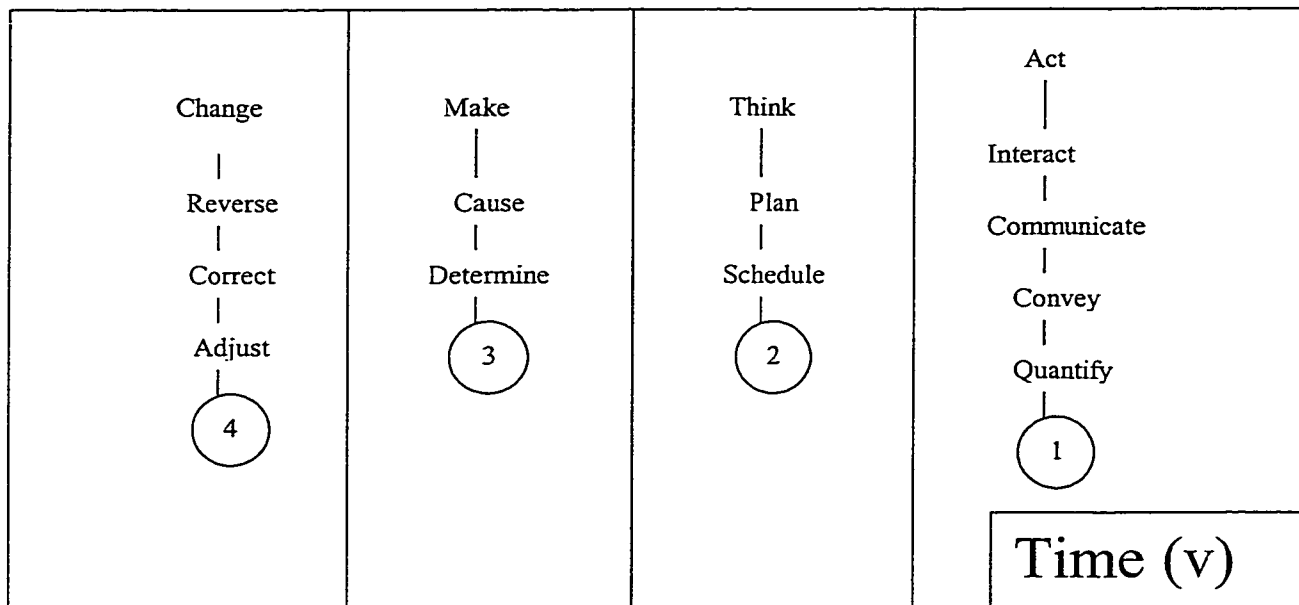 Change
Reverse
Correct
Adjust
4
Make
Cause
Determine
3
Think
Plan
Schedule
2
Act
Interact
Communicate
Convey
Quantify
1
Time (v)